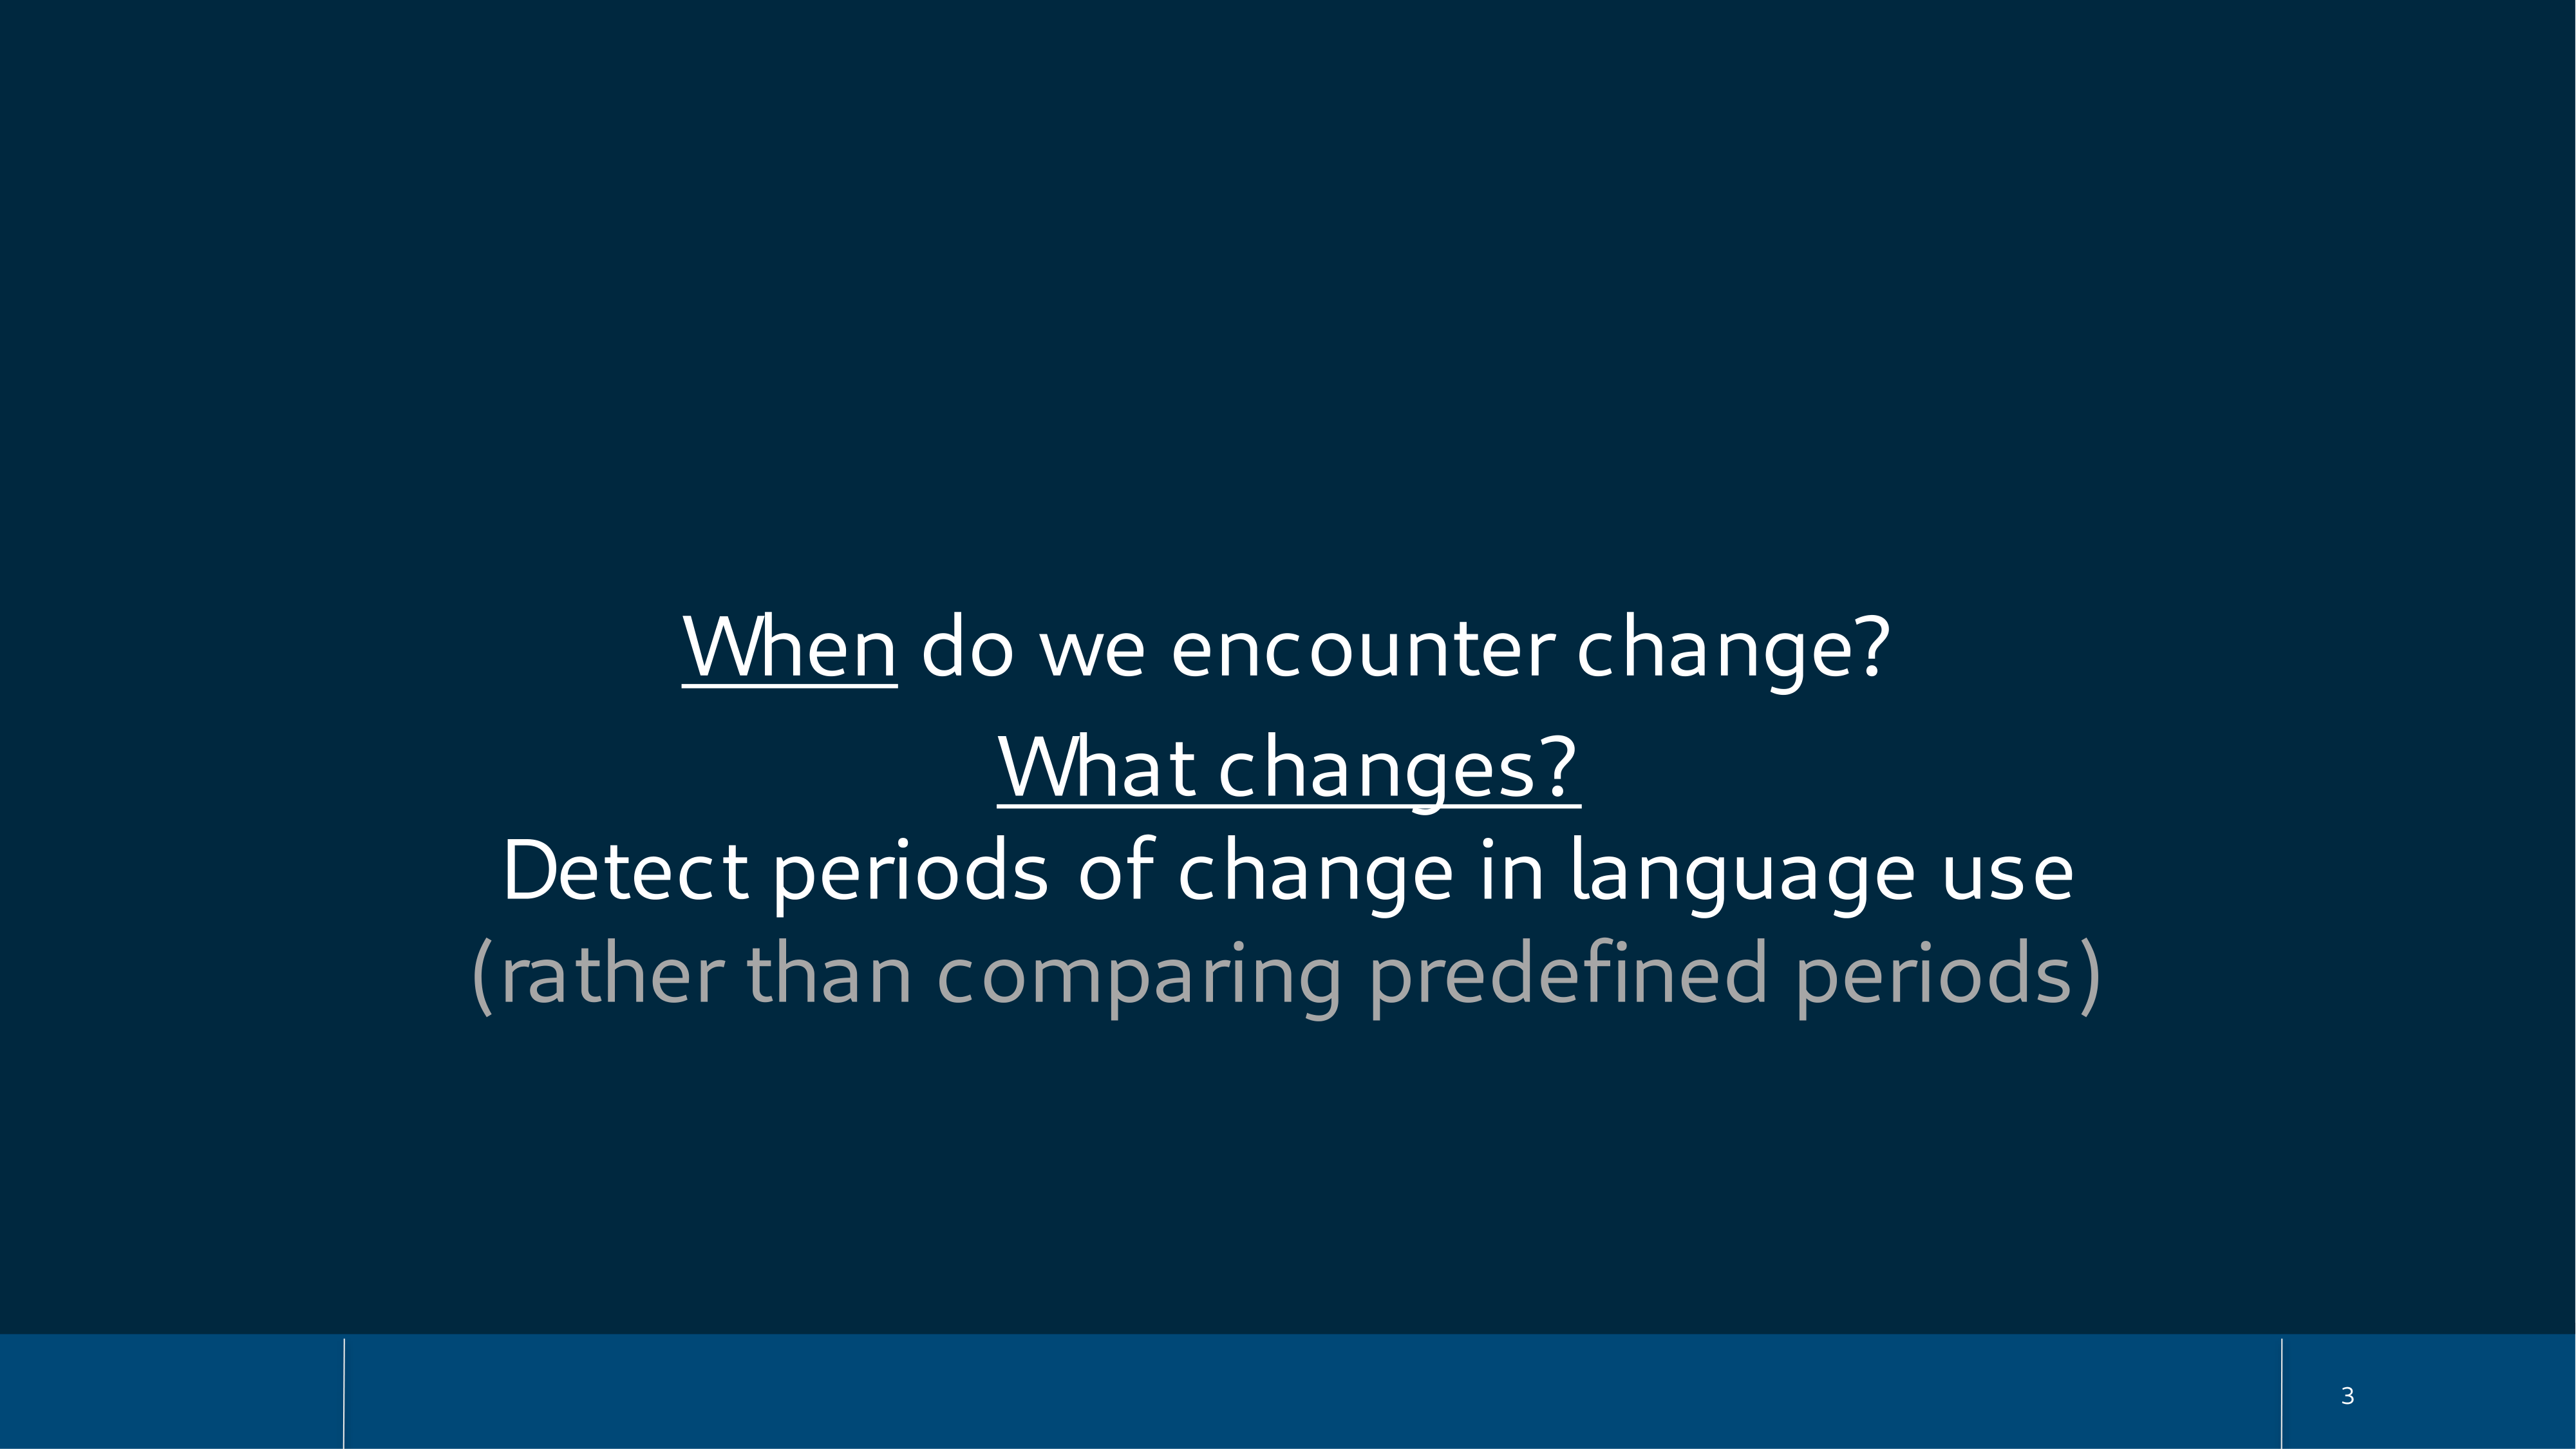 When do we encounter change?
What changes?
Detect periods of change in language use
(rather than comparing predefined periods)
3